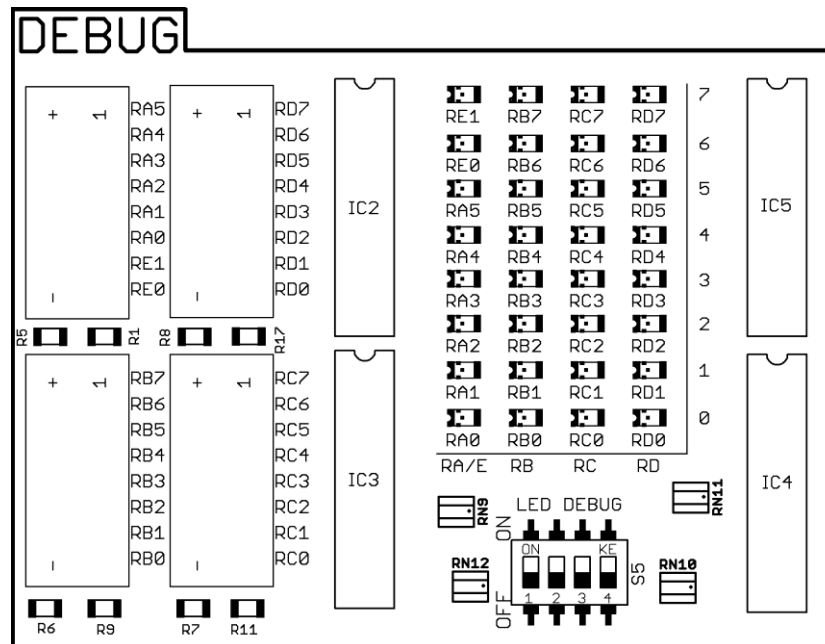 DEBUG
+ 1 RA5
RA4
RA3
RA2
RA1
RA0
RE1
– RE0
+ 1 RD7
RD6
RD5
RD4
RD3
RD2
RD1
– RD0
R5 R1 R8 R17
+ 1 RB7
RB6
RB5
RB4
RB3
RB2
RB1
– RB0
+ 1 RC7
RC6
RC5
RC4
RC3
RC2
RC1
– RC0
R6 R9 R7 R11
IC2
IC3
7
RE1 RB7 RC7 RD7
6
RE0 RB6 RC6 RD6
5
RA5 RB5 RC5 RD5
4
RA4 RB4 RC4 RD4
3
RA3 RB3 RC3 RD3
2
RA2 RB2 RC2 RD2
1
RA1 RB1 RC1 RD1
0
RA0 RB0 RC0 RD0
RA/E RB RC RD
RN9
LED DEBUG
RN11
ON
ON KE
S5
RN12
RN10
OFF
1 2 3 4
IC5
IC4